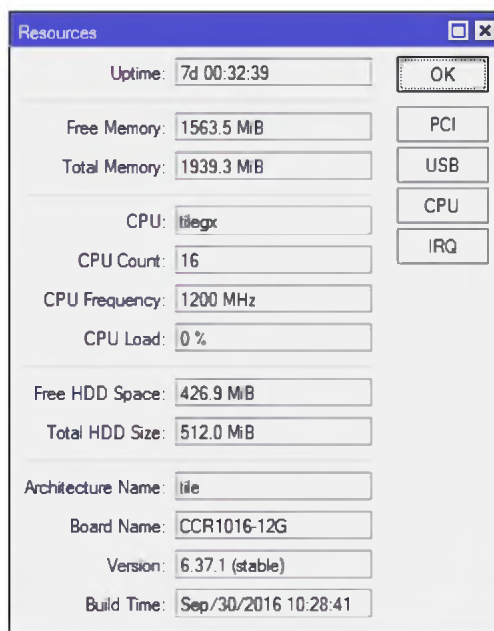 Resources
Uptime: 7d 00:32:39
OK
Free Memory: 1563.5 MiB
PCI
Total Memory: 1939.3 MiB
USB
CPU: tilegx
CPU
CPU Count: 16
IRQ
CPU Frequency: 1200 MHz
CPU Load: 0 %
Free HDD Space: 426.9 MiB
Total HDD Size: 512.0 MiB
Architecture Name: tile
Board Name: CCR1016-12G
Version: 6.37.1 (stable)
Build Time: Sep/30/2016 10:28:41